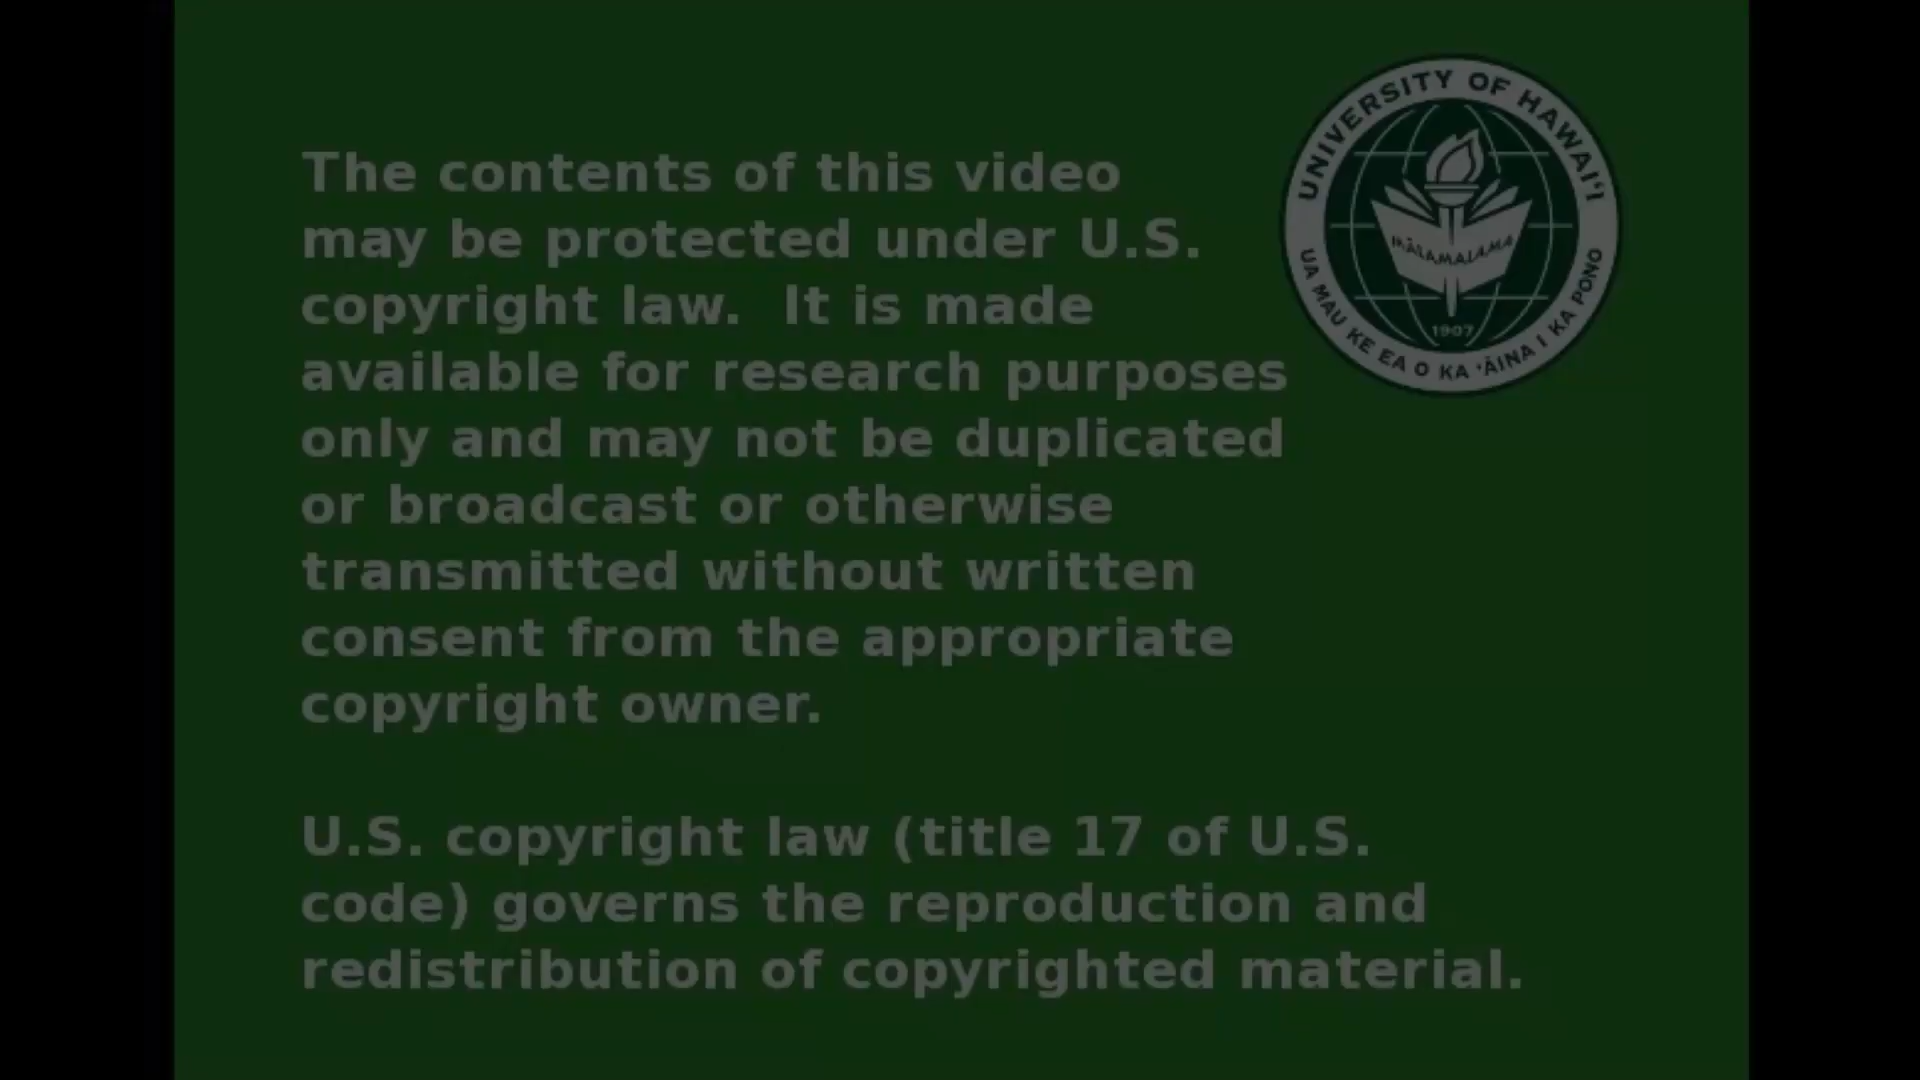 The contents of this video
may be protected under U.S.
copyright law.  It is made
available for research purposes
only and may not be duplicated
or broadcast or otherwise
transmitted without written
consent from the appropriate
copyright owner.
U.S. copyright law (title 17 of U.S.
code) governs the reproduction and
redistribution of copyrighted material.
UNIVERSITY OF HAWAIʻI
MĀLAMALAMA
1907
UA MAU KE EA O KA ʻĀINA I KA PONO